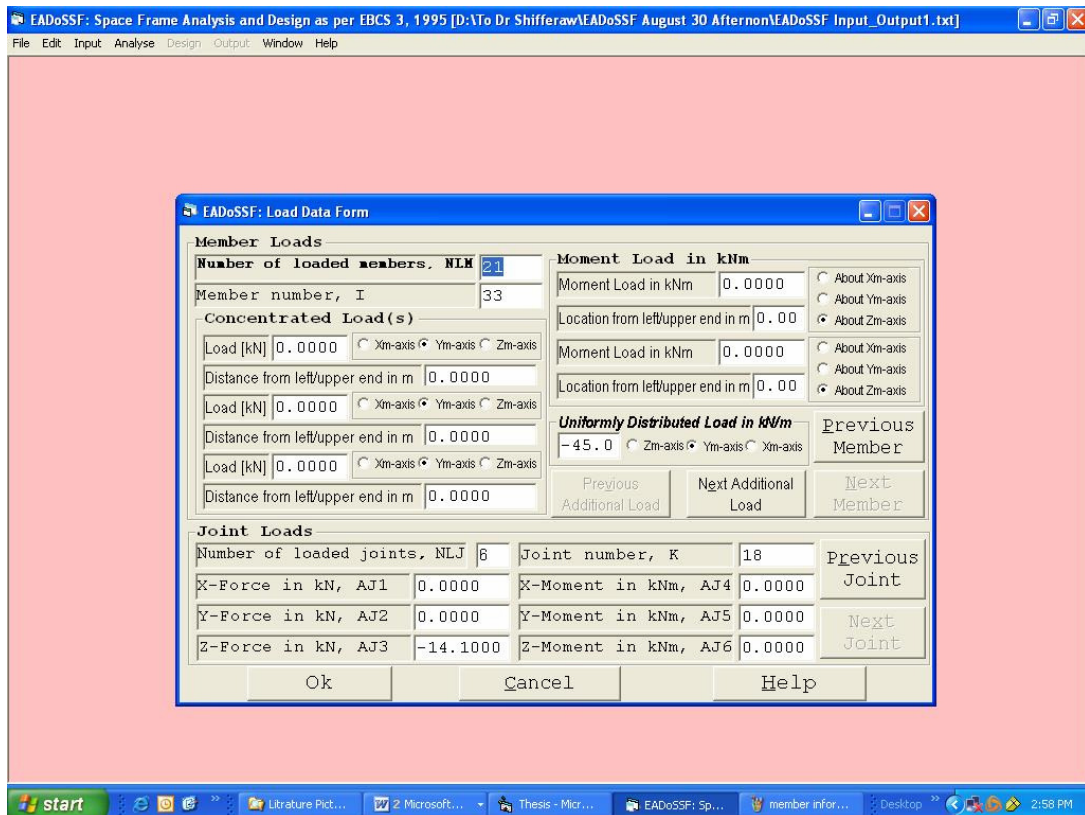 EADoSSF: Space Frame Analysis and Design as per EBCS 3, 1995 [D:\To Dr Shifferaw\EADoSSF August 30 Afternon\EADoSSF Input_Output1.txt]
File Edit Input Analyse Design Output Window Help
EADoSSF: Load Data Form
Member Loads
Number of loaded members, NLM 21
Member number, I 33
Concentrated Load(s)
Load [kN] 0.0000 Xm-axis Ym-axis Zm-axis
Distance from left/upper end in m 0.0000
Load [kN] 0.0000 Xm-axis Ym-axis Zm-axis
Distance from left/upper end in m 0.0000
Load [kN] 0.0000 Xm-axis Ym-axis Zm-axis
Distance from left/upper end in m 0.0000
Moment Load in kNm
Moment Load in kNm 0.0000
About Xm-axis
About Ym-axis
About Zm-axis
Location from left/upper end in m 0.00
Moment Load in kNm 0.0000
About Xm-axis
About Ym-axis
About Zm-axis
Location from left/upper end in m 0.00
Uniformly Distributed Load in kN/m
-45.0 Zm-axis Ym-axis Xm-axis
Previous Member
Previous Additional Load
Next Additional Load
Next Member
Joint Loads
Number of loaded joints, NLJ 6 Joint number, K 18
X-Force in kN, AJ1 0.0000 X-Moment in kNm, AJ4 0.0000
Y-Force in kN, AJ2 0.0000 Y-Moment in kNm, AJ5 0.0000
Z-Force in kN, AJ3 -14.1000 Z-Moment in kNm, AJ6 0.0000
Previous Joint
Next Joint
Ok Cancel Help
start Litrature Pict... 2 Microsoft... Thesis - Micr... EADoSSF: Sp... member infor... Desktop 2:58 PM